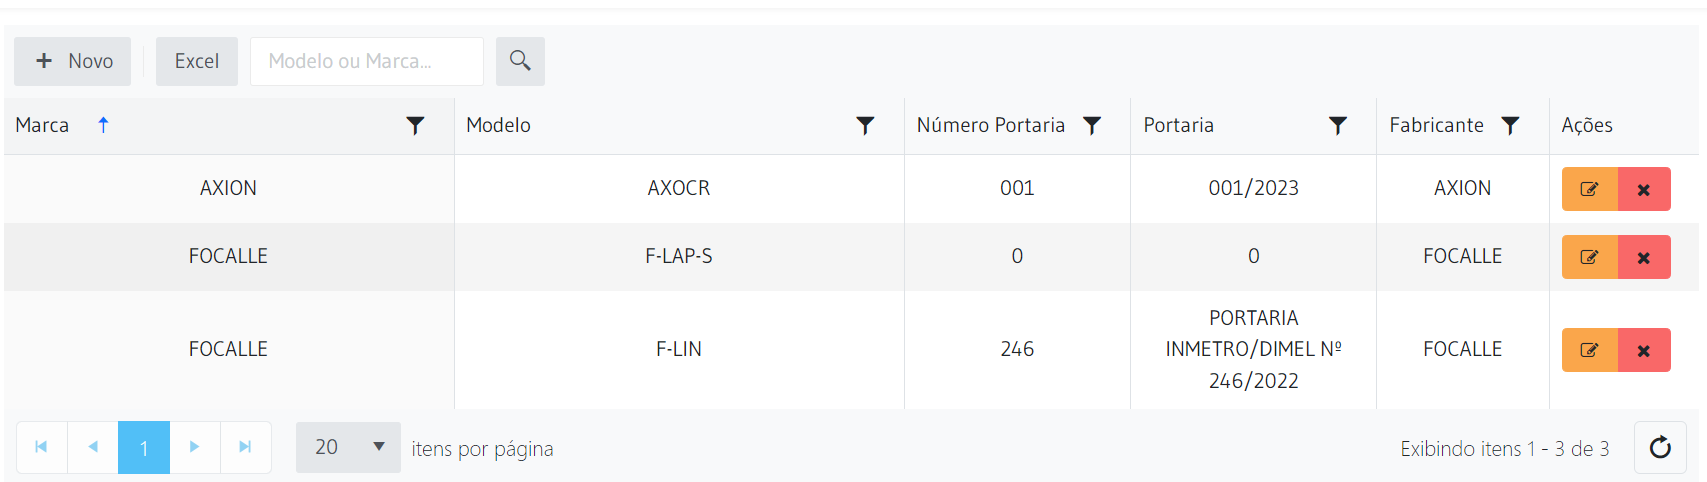 Novo
Excel
Modelo ou Marca...
Marca Modelo Número Portaria Portaria Fabricante Ações
AXION AXOCR 001 001/2023 AXION
FOCALLE F-LAP-S 0 0 FOCALLE
FOCALLE F-LIN 246 PORTARIA INMETRO/DIMEL Nº 246/2022 FOCALLE
1
20 itens por página
Exibindo itens 1 - 3 de 3